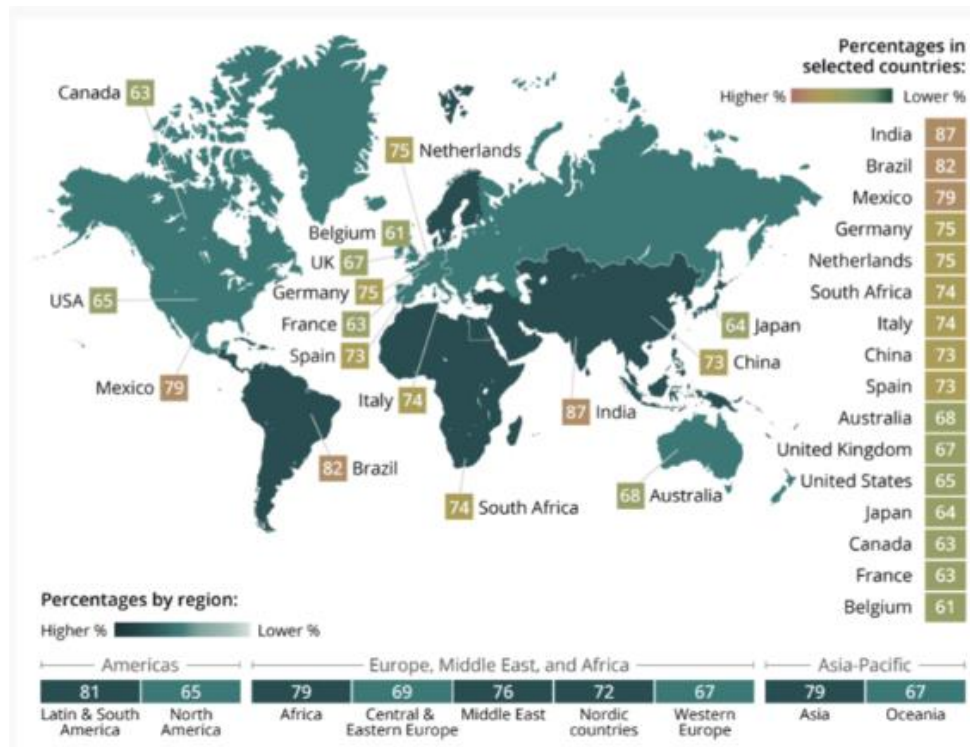 Percentages in
selected countries:
Higher %
Lower %
Canada 63
75 Netherlands
Belgium 61
UK 67
Germany 75
USA 65
France 63
64 Japan
Spain 73
73 China
Mexico 79
Italy 74
87 India
82 Brazil
68 Australia
74 South Africa
India 87
Brazil 82
Mexico 79
Germany 75
Netherlands 75
South Africa 74
Italy 74
China 73
Spain 73
Australia 68
United Kingdom 67
United States 65
Japan 64
Canada 63
France 63
Belgium 61
Percentages by region:
Higher %
Lower %
Americas
81
Latin & South
America
65
North
America
Europe, Middle East, and Africa
79
Africa
69
Central &
Eastern Europe
76
Middle East
72
Nordic
countries
67
Western
Europe
Asia-Pacific
79
Asia
67
Oceania